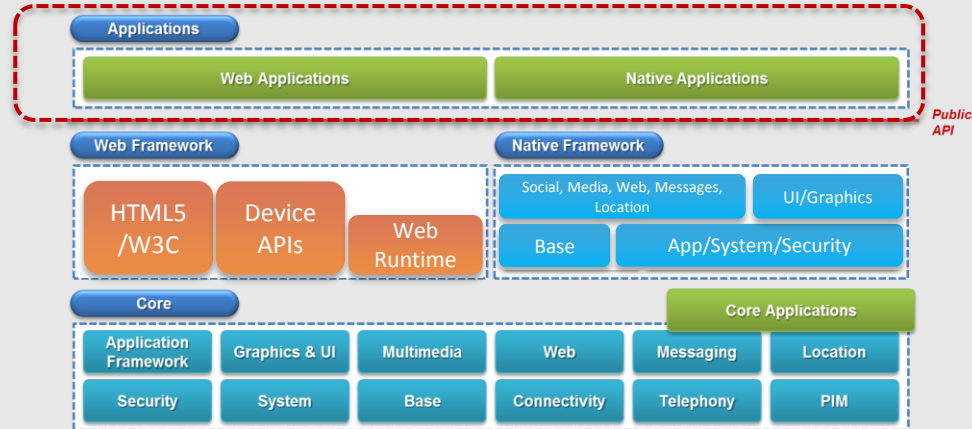 Applications
Web Applications
Native Applications
Public
API
Web Framework
Native Framework
HTML5
/W3C
Device
APIs
Web
Runtime
Social, Media, Web, Messages,
Location
UI/Graphics
Base
App/System/Security
Core
Core Applications
Application
Framework
Graphics & UI
Multimedia
Web
Messaging
Location
Security
System
Base
Connectivity
Telephony
PIM